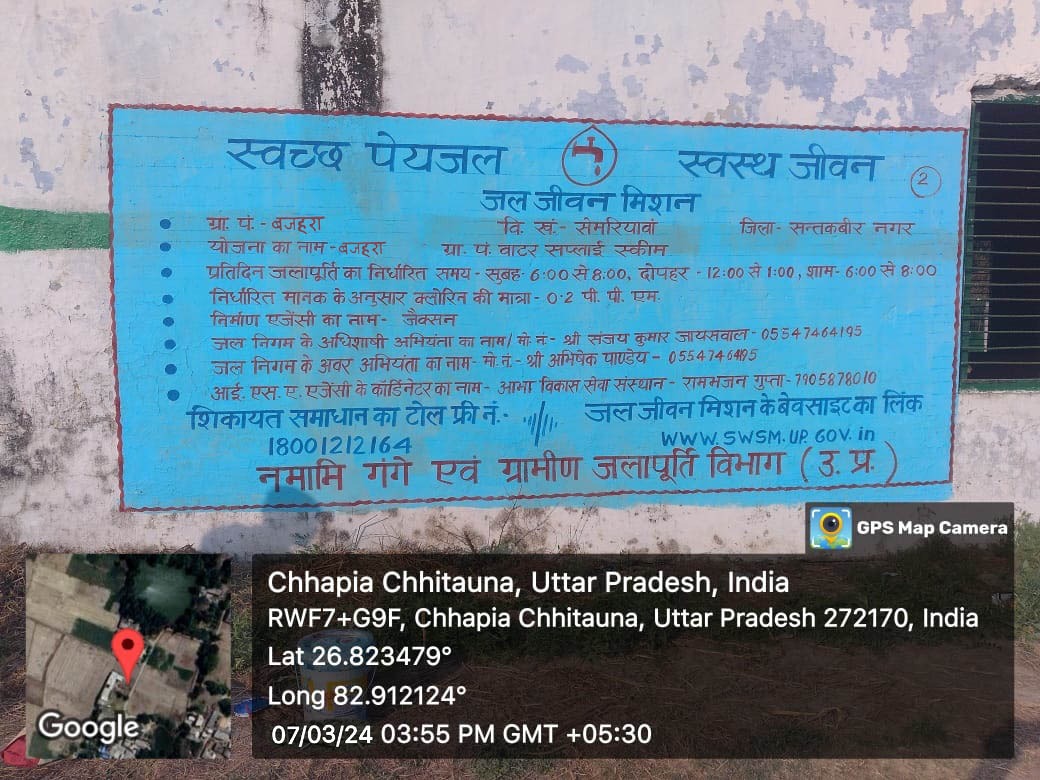 स्वच्छ पेयजल स्वस्थ जीवन
2
जल जीवन मिशन
ग्रा. पं. - बजहरा वि. खं. - सेमरियावां जिला - सन्तकबीर नगर
योजना का नाम - बजहरा ग्रा. पं. वाटर सप्लाई स्कीम
प्रतिदिन जलापूर्ति का निर्धारित समय - सुबह- 6:00 से 8:00, दोपहर - 12:00 से 1:00, शाम- 6:00 से 8:00
निर्धारित मानक के अनुसार क्लोरिन की मात्रा - 0.2 पी. पी. एम.
निर्माण एजेंसी का नाम - जैक्सन
जल निगम के अधिशाषी अभियंता का नाम/ मो. नं - श्री संजय कुमार जायसवाल - 05547464195
जल निगम के अवर अभियंता का नाम- मो. नं. - श्री अभिषेक पाण्डेय -
आई. एस. ए. एजेंसी के कॉर्डिनेटर का नाम - आभा विकास सेवा संस्थान - रामभजन गुप्ता - 7905878010
शिकायत समाधान का टोल फ्री नं. - जल जीवन मिशन के बेवसाइट का लिंक
18001212164 WWW.SWSM.UP.GOV.in
नमामि गंगे एवं ग्रामीण जलापूर्ति विभाग (उ. प्र.)
GPS Map Camera
Chhapia Chhitauna, Uttar Pradesh, India
RWF7+G9F, Chhapia Chhitauna, Uttar Pradesh 272170, India
Lat 26.823479°
Long 82.912124°
07/03/24 03:55 PM GMT +05:30
Google